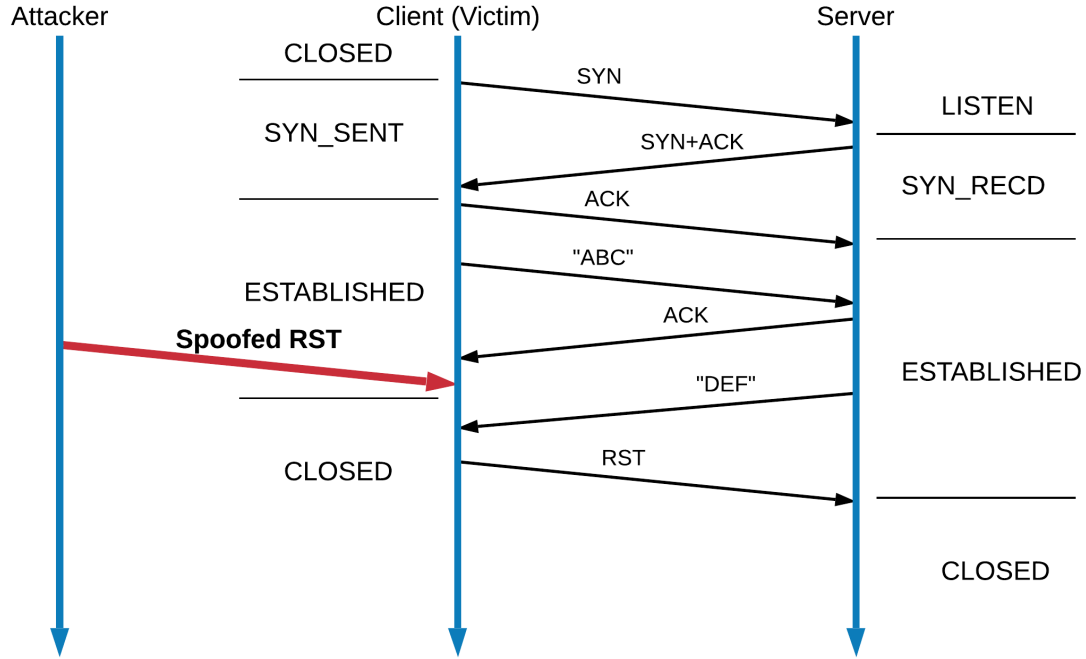 Attacker
Client (Victim)
Server
CLOSED
SYN
LISTEN
SYN_SENT
SYN+ACK
SYN_RECD
ACK
"ABC"
ESTABLISHED
ACK
Spoofed RST
ESTABLISHED
"DEF"
RST
CLOSED
CLOSED